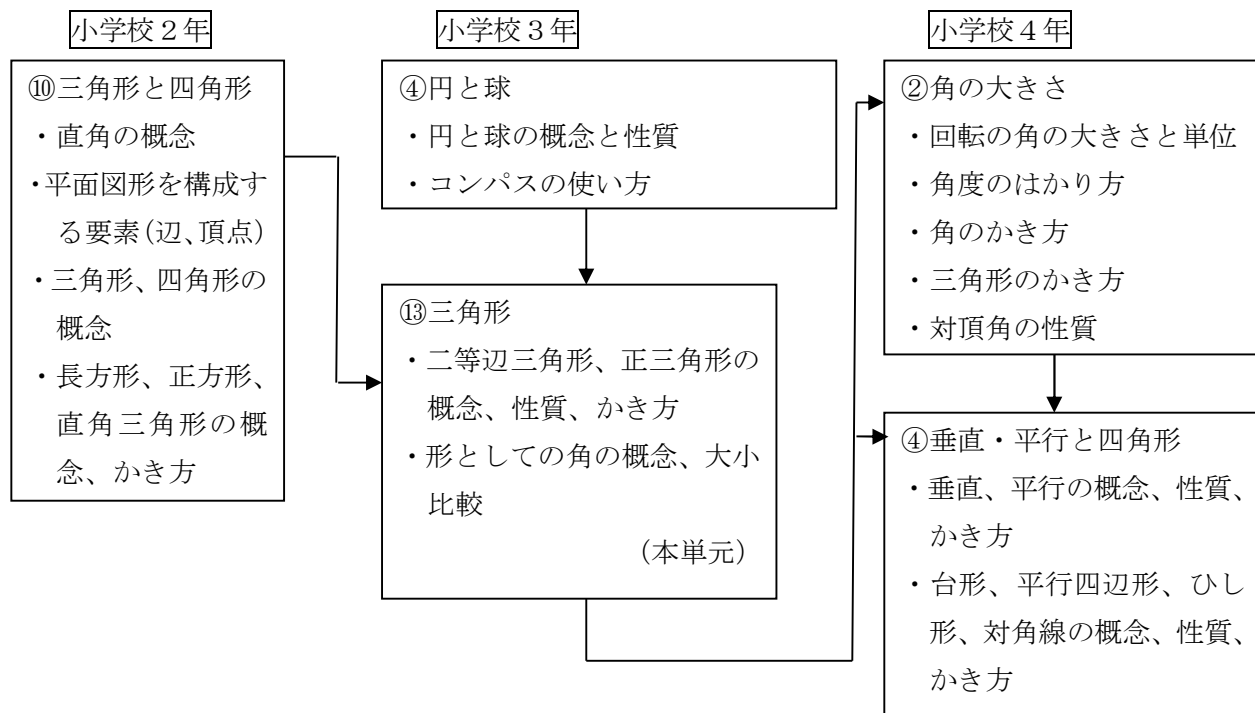 小学校２年
⑩三角形と四角形
・直角の概念
・平面図形を構成す
る要素（辺、頂点）
・三角形、四角形の
概念
・長方形、正方形、
直角三角形の概
念、かき方
小学校３年
④円と球
・円と球の概念と性質
・コンパスの使い方
⑬三角形
・二等辺三角形、正三角形の
概念、性質、かき方
・形としての角の概念、大小
比較
（本単元）
小学校４年
②角の大きさ
・回転の角の大きさと単位
・角度のはかり方
・角のかき方
・三角形のかき方
・対頂角の性質
④垂直・平行と四角形
・垂直、平行の概念、性質、
かき方
・台形、平行四辺形、ひし
形、対角線の概念、性質、
かき方